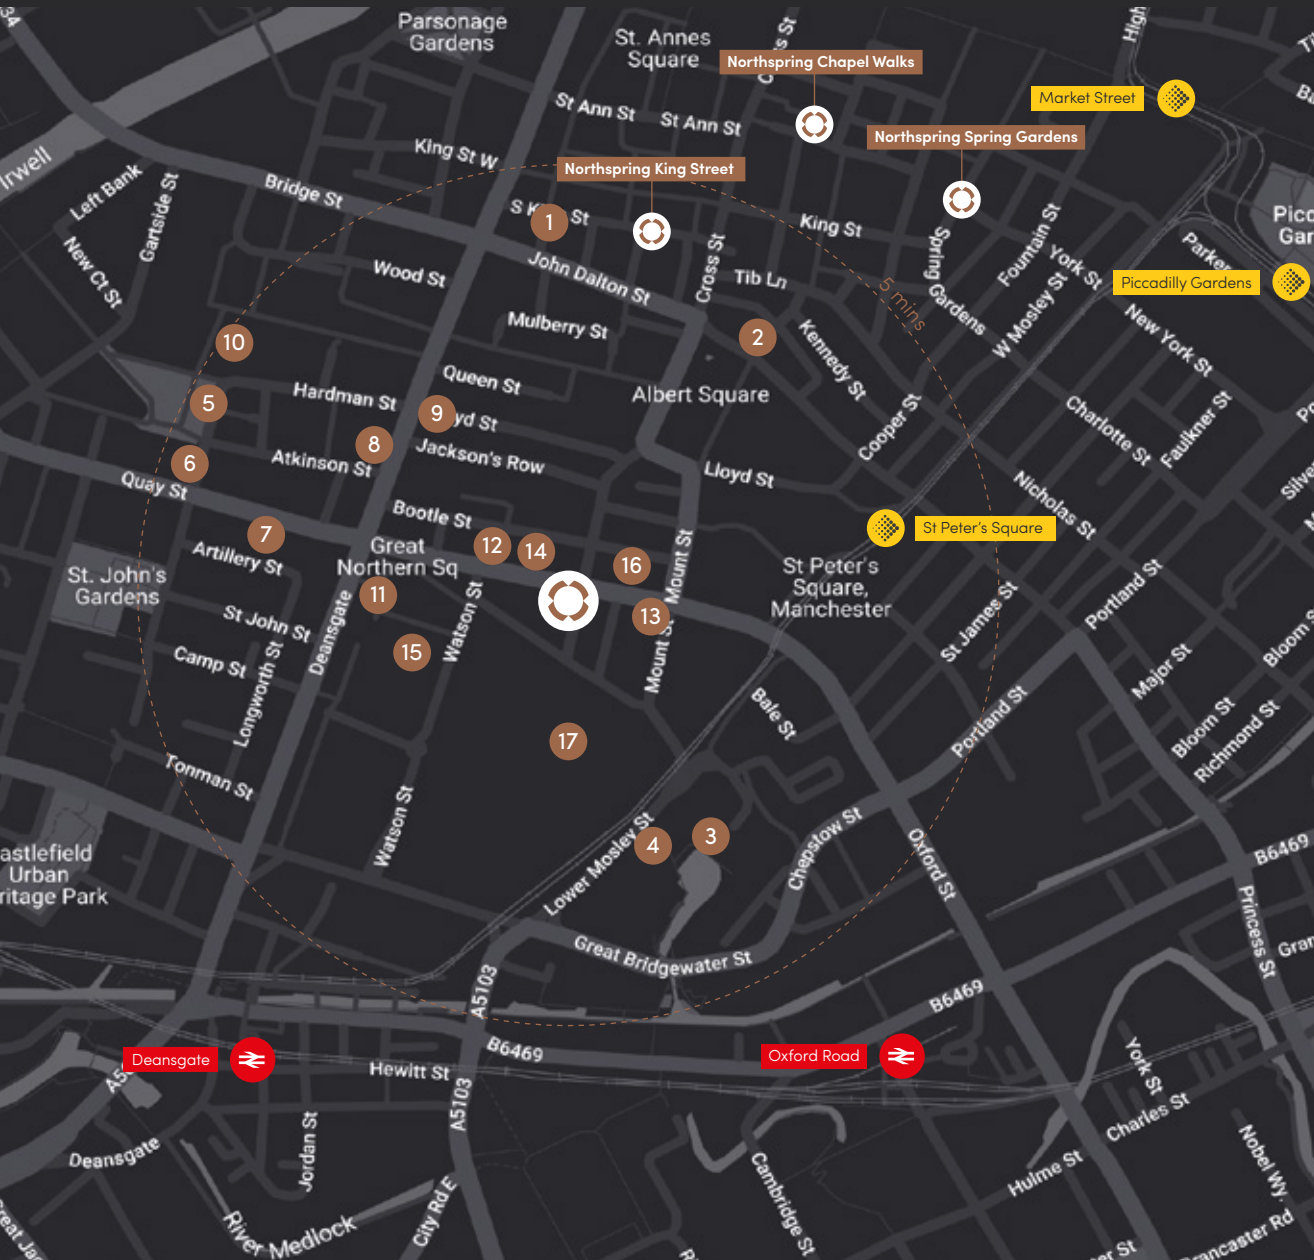 Parsonage
Gardens
St. Annes
Square
Northspring Chapel Walks
Market Street
St Ann St
St Ann St
Northspring Spring Gardens
King St W
Northspring King Street
Irwell
Left Bank
Gartside St
Bridge St
1
King St
Cross St
Tib Ln
Spring Gardens
Fountain St
York St
W Mosley St
Piccadilly Gardens
New Ct St
Wood St
John Dalton St
5 mins
Mulberry St
2
Kennedy St
New York St
10
Queen St
Albert Square
Hardman St
5
9
Cooper St
Charlotte St
Faulkner St
8
Jackson's Row
Atkinson St
6
Quay St
Lloyd St
Nicholas St
Bootle St
St Peter's Square
7
Artillery St
Great
Northern Sq
12
14
16
Mount St
St Peter's
Square,
Manchester
St. John's
Gardens
11
13
Portland St
St John St
Deansgate
Watson St
Mount St
St James St
Camp St
Longworth St
15
Major St
Bloom St
Bale St
Portland St
Bloom St
Richmond St
17
Tonman St
Watson St
Lower Mosley St
4
3
Chepstow St
Oxford St
B6469
Urban
Princess St
Great Bridgewater St
A5103
B6469
Deansgate
B6469
Oxford Road
Hewitt St
A5103
York St
Charles St
Deansgate
Jordan St
Hulme St
Nobel Wy.
Cambridge St
River Medlock
City Rd E